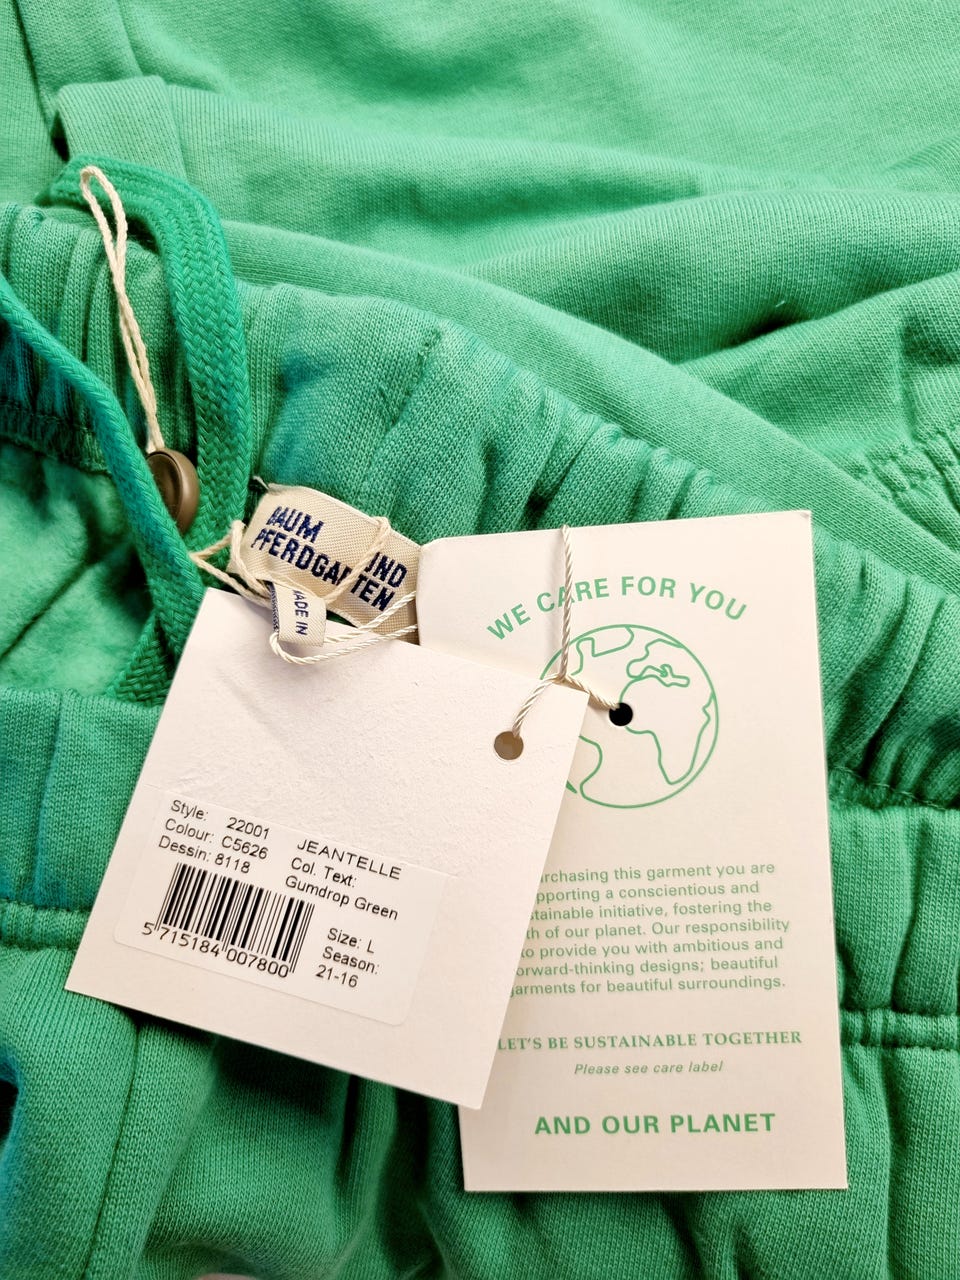 BAUM UND
PFERDGARTEN
MADE IN
WE CARE FOR YOU
Style: 22001 JEANTELLE
Colour: C5626 Col. Text:
Dessin: 8118 Gumdrop Green
Size: L
Season:
21-16
5 715184 007800
rchasing this garment you are
pporting a conscientious and
tainable initiative, fostering the
th of our planet. Our responsibility
to provide you with ambitious and
orward-thinking designs; beautiful
garments for beautiful surroundings.
LET'S BE SUSTAINABLE TOGETHER
Please see care label
AND OUR PLANET